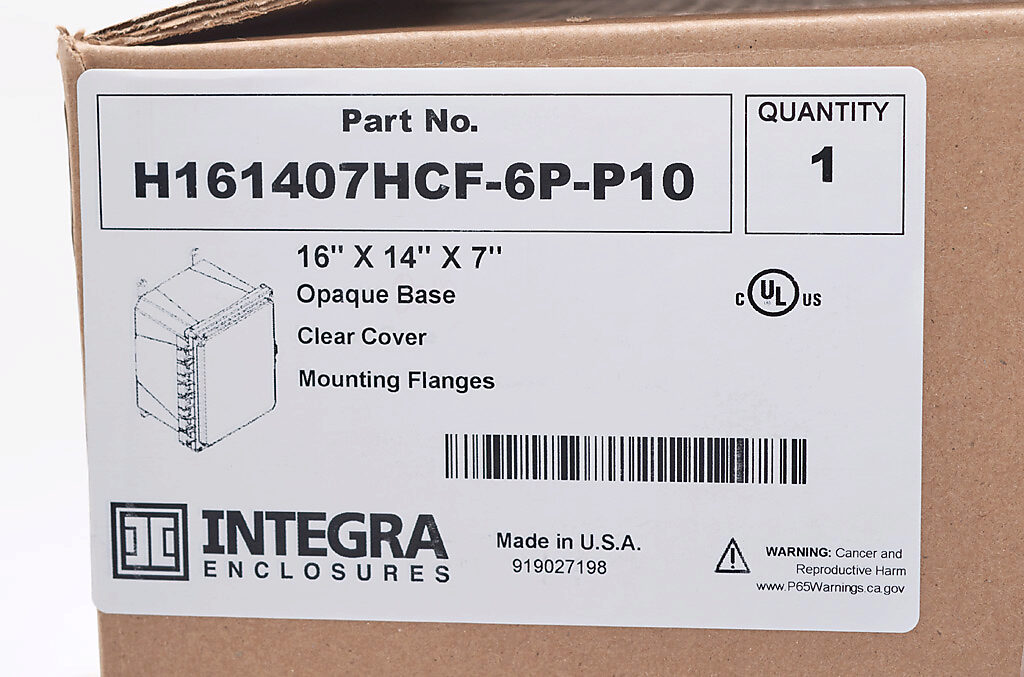 Part No.
H161407HCF-6P-P10
QUANTITY
1
16" X 14" X 7"
Opaque Base
Clear Cover
Mounting Flanges
C UL US
INTEGRA
ENCLOSURES
Made in U.S.A.
919027198
WARNING: Cancer and
Reproductive Harm
www.P65Warnings.ca.gov